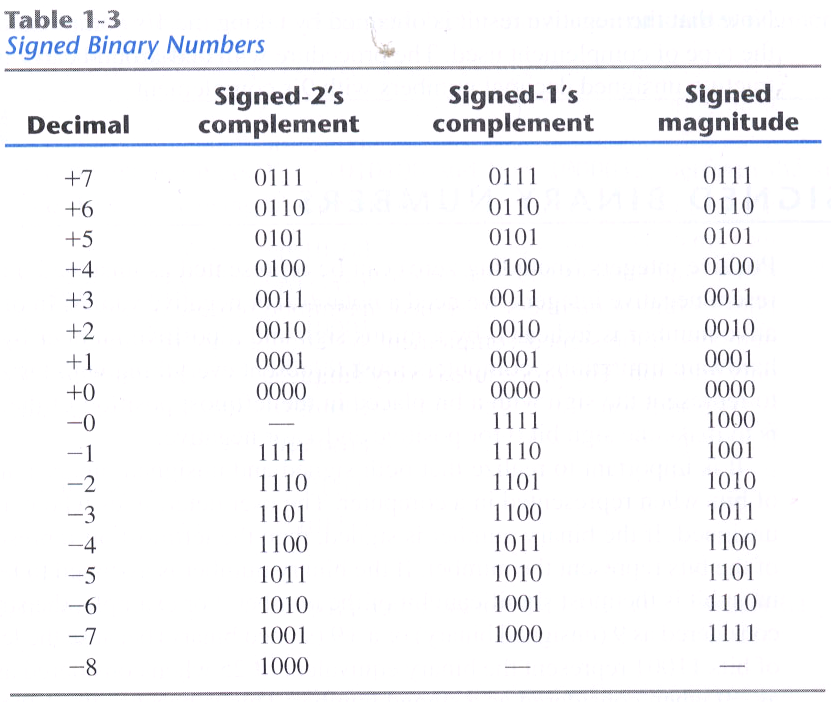 Table 1-3
Signed Binary Numbers
Decimal Signed-2's complement Signed-1's complement Signed magnitude
+7 0111 0111 0111
+6 0110 0110 0110
+5 0101 0101 0101
+4 0100 0100 0100
+3 0011 0011 0011
+2 0010 0010 0010
+1 0001 0001 0001
+0 0000 0000 0000
−0 — 1111 1000
−1 1111 1110 1001
−2 1110 1101 1010
−3 1101 1100 1011
−4 1100 1011 1100
−5 1011 1010 1101
−6 1010 1001 1110
−7 1001 1000 1111
−8 1000 — —